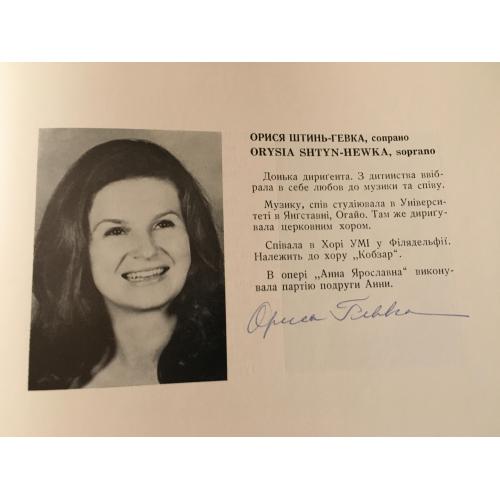 ОРИСЯ ШТИНЬ-ГЕВКА, сопрано
ORYSIA SHTYN-HEWKA, soprano
Донька дириґента. З дитинства ввіб-
рала в себе любов до музики та співу.
Музику, спів студіювала в Універси-
теті в Янгставні, Огайо. Там же дириґу-
вала церковним хором.
Співала в Хорі УМІ у Філядельфії.
Належить до хору „Кобзар".
В опері „Анна Ярославна" викону-
вала партію подруги Анни.
Орися Гевка